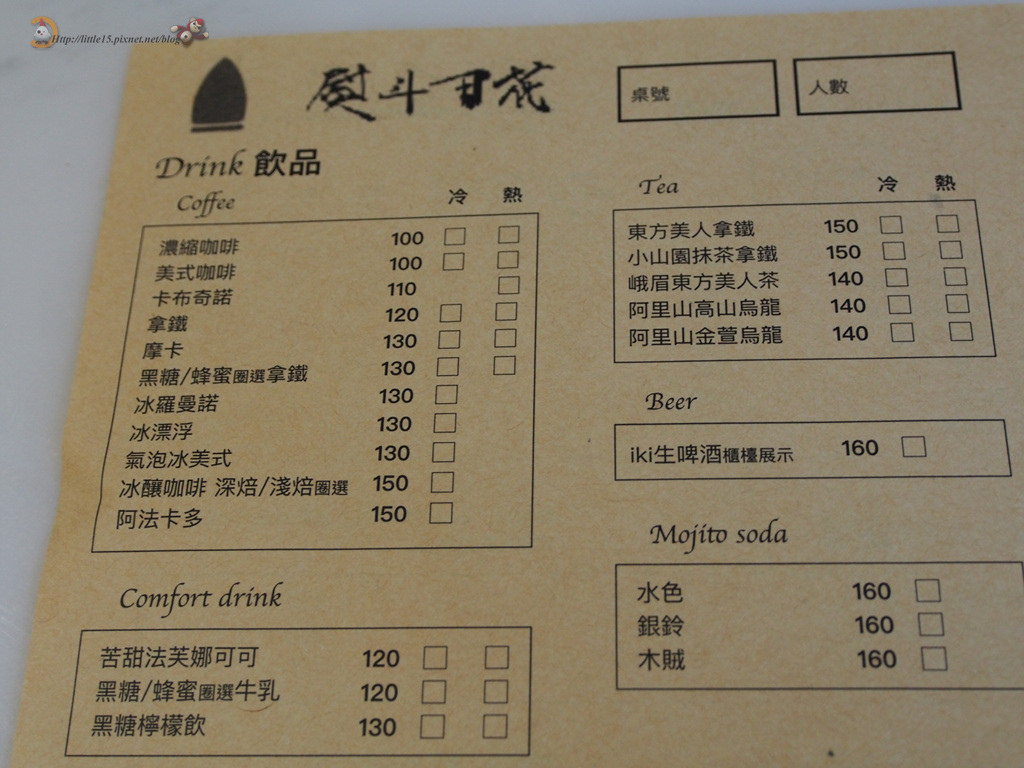 Http://little15.pixnet.net/blog
熨斗目花
桌號
人數
Drink 飲品
Coffee 冷 熱
濃縮咖啡 100
美式咖啡 100
卡布奇諾 110
拿鐵 120
摩卡 130
黑糖/蜂蜜圈選拿鐵 130
冰羅曼諾 130
冰漂浮 130
氣泡冰美式 130
冰釀咖啡 深焙/淺焙圈選 150
阿法卡多 150
Comfort drink
苦甜法芙娜可可 120
黑糖/蜂蜜圈選牛乳 120
黑糖檸檬飲 130
Tea 冷 熱
東方美人拿鐵 150
小山園抹茶拿鐵 150
峨眉東方美人茶 140
阿里山高山烏龍 140
阿里山金萱烏龍 140
Beer
iki生啤酒櫃檯展示 160
Mojito soda
水色 160
銀鈴 160
木賊 160